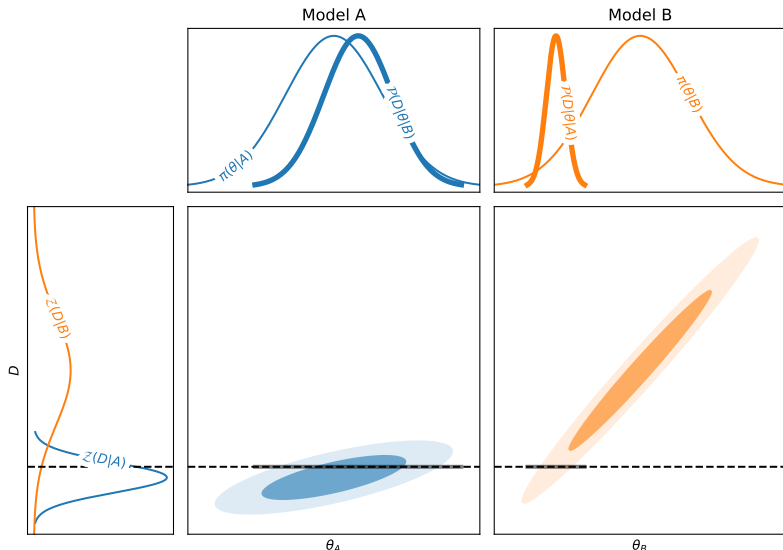 Model A
Model B
π(θ|A)
𝒫(D|θ|B)
𝒫(D|θ|A)
π(θ|B)
𝒵(D|B)
𝒵(D|A)
D
θ_A
θ_B